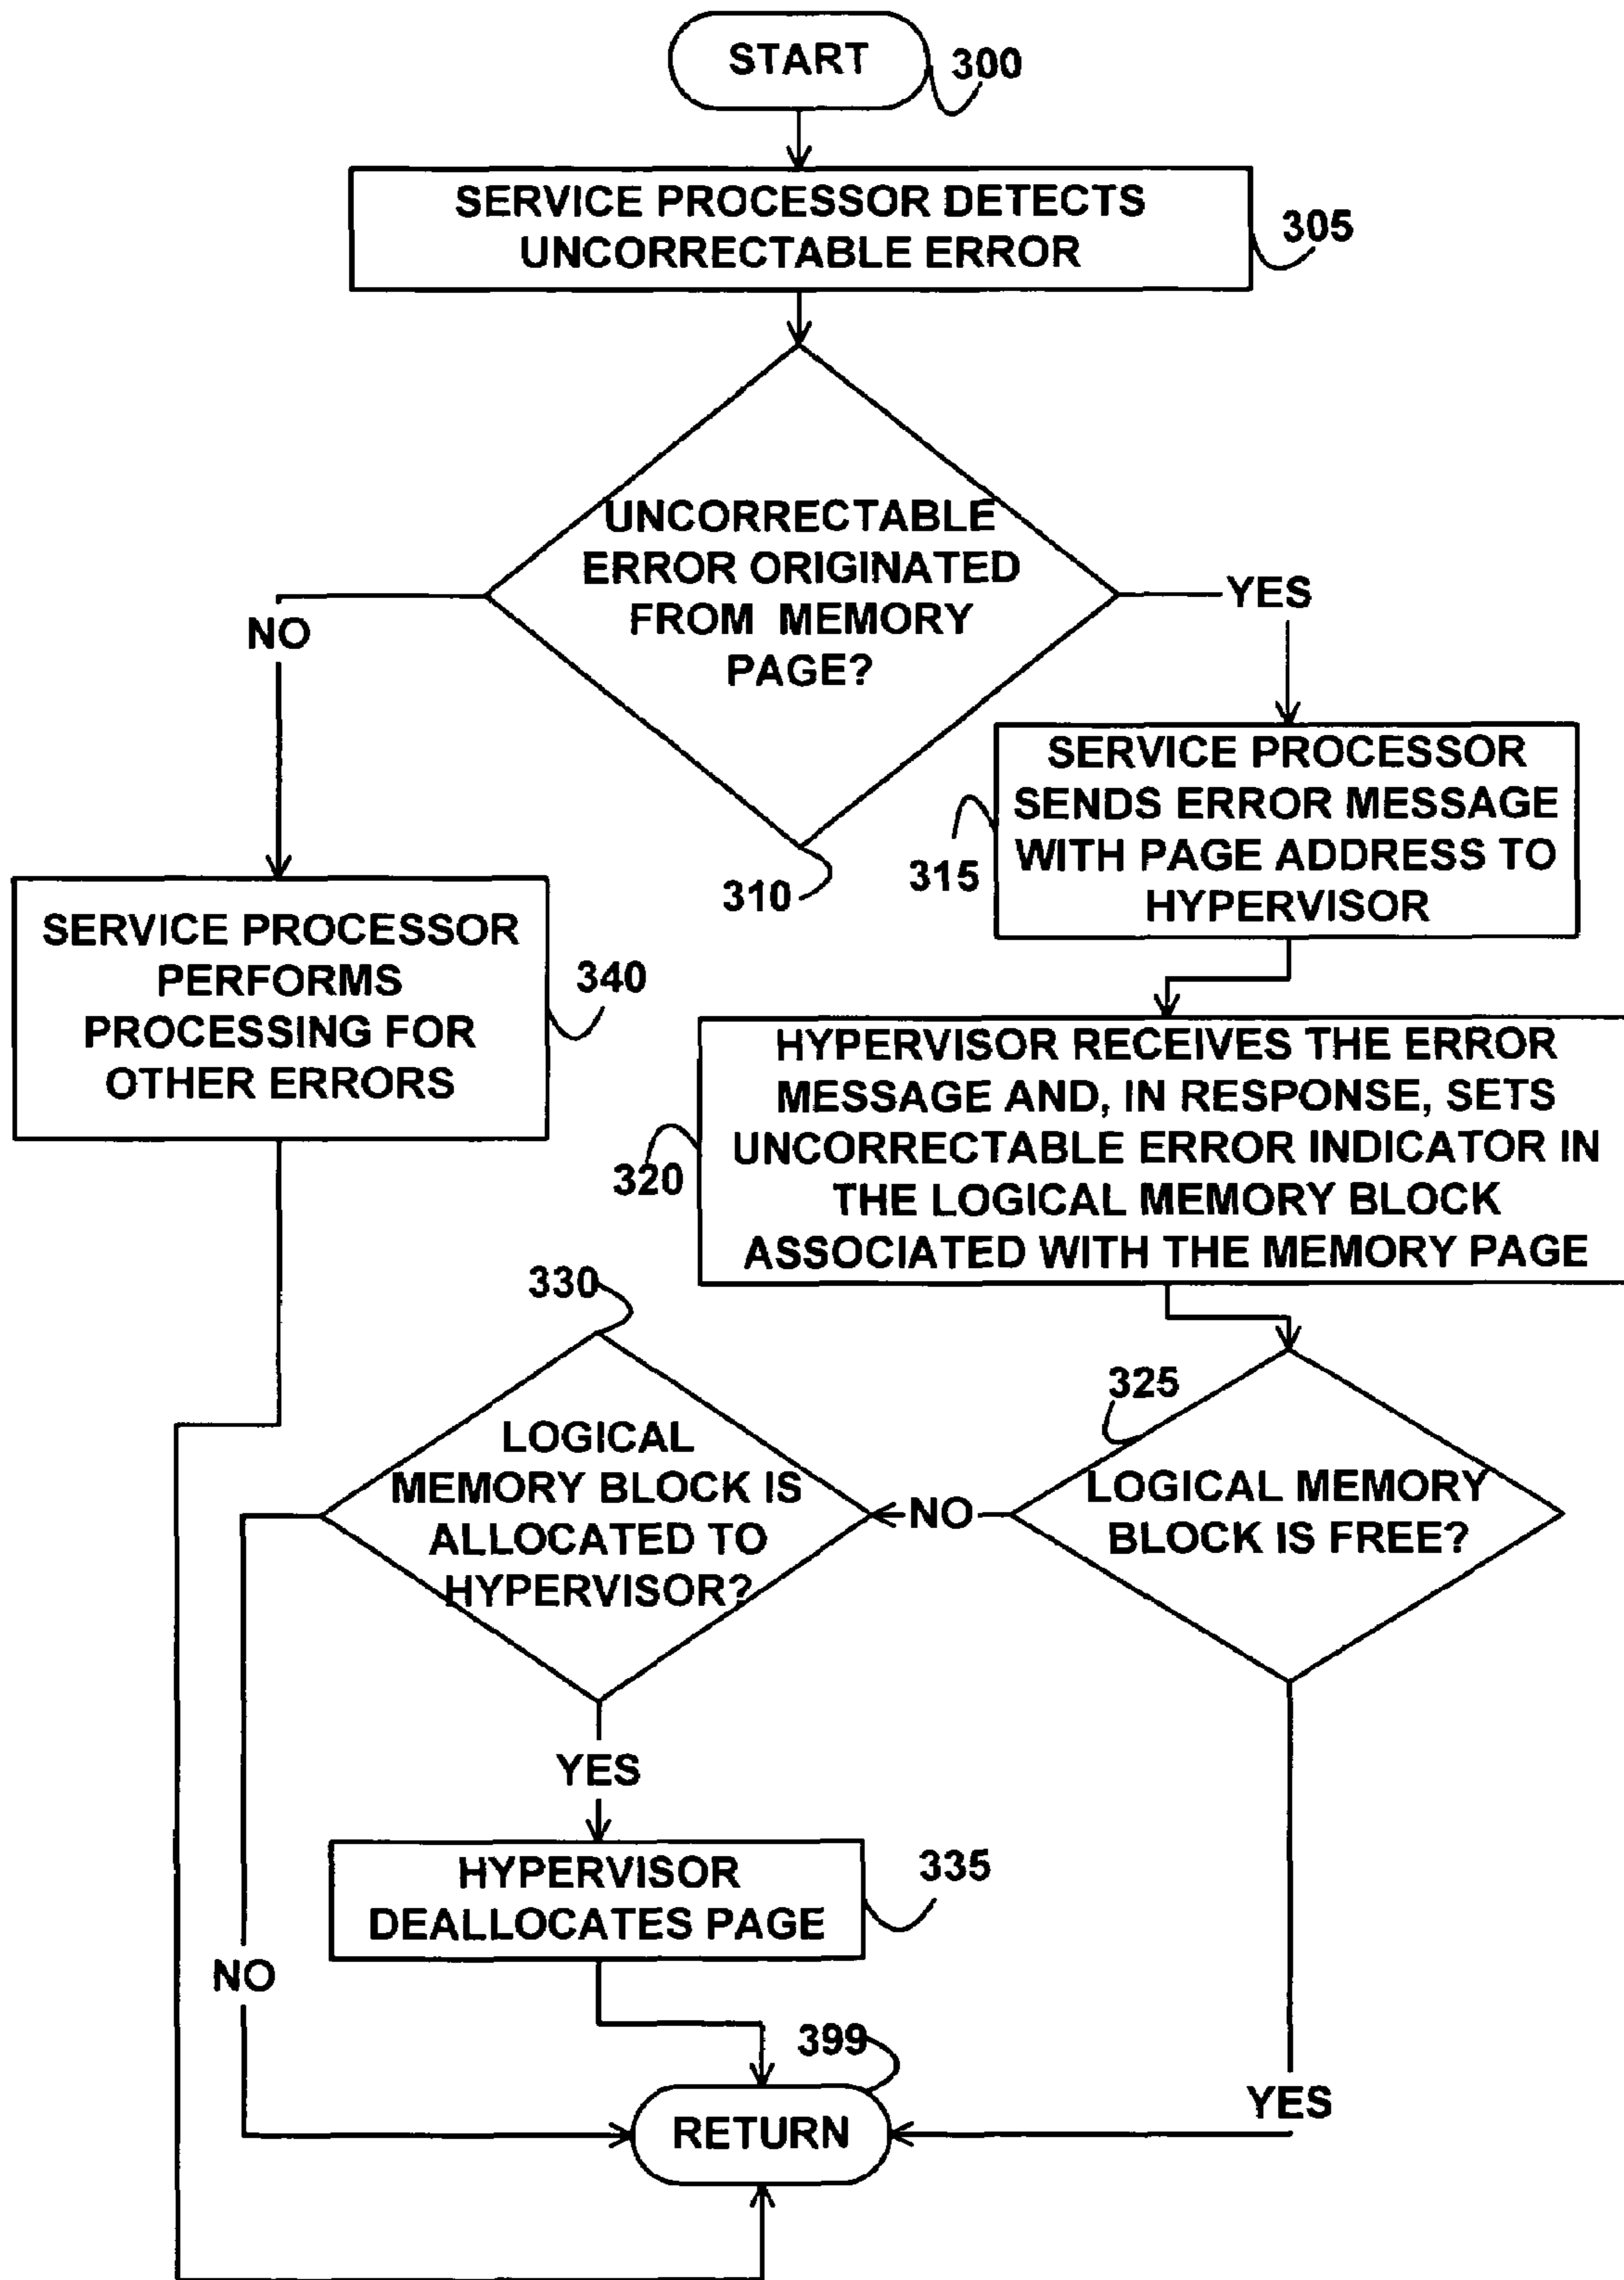 START
300
SERVICE PROCESSOR DETECTS
UNCORRECTABLE ERROR
305
UNCORRECTABLE
ERROR ORIGINATED
FROM MEMORY
PAGE?
310
NO
YES
SERVICE PROCESSOR
SENDS ERROR MESSAGE
WITH PAGE ADDRESS TO
HYPERVISOR
315
SERVICE PROCESSOR
PERFORMS
PROCESSING FOR
OTHER ERRORS
340
HYPERVISOR RECEIVES THE ERROR
MESSAGE AND, IN RESPONSE, SETS
UNCORRECTABLE ERROR INDICATOR IN
THE LOGICAL MEMORY BLOCK
ASSOCIATED WITH THE MEMORY PAGE
320
325
LOGICAL MEMORY
BLOCK IS FREE?
NO
330
LOGICAL
MEMORY BLOCK IS
ALLOCATED TO
HYPERVISOR?
YES
HYPERVISOR
DEALLOCATES PAGE
335
NO
YES
399
RETURN